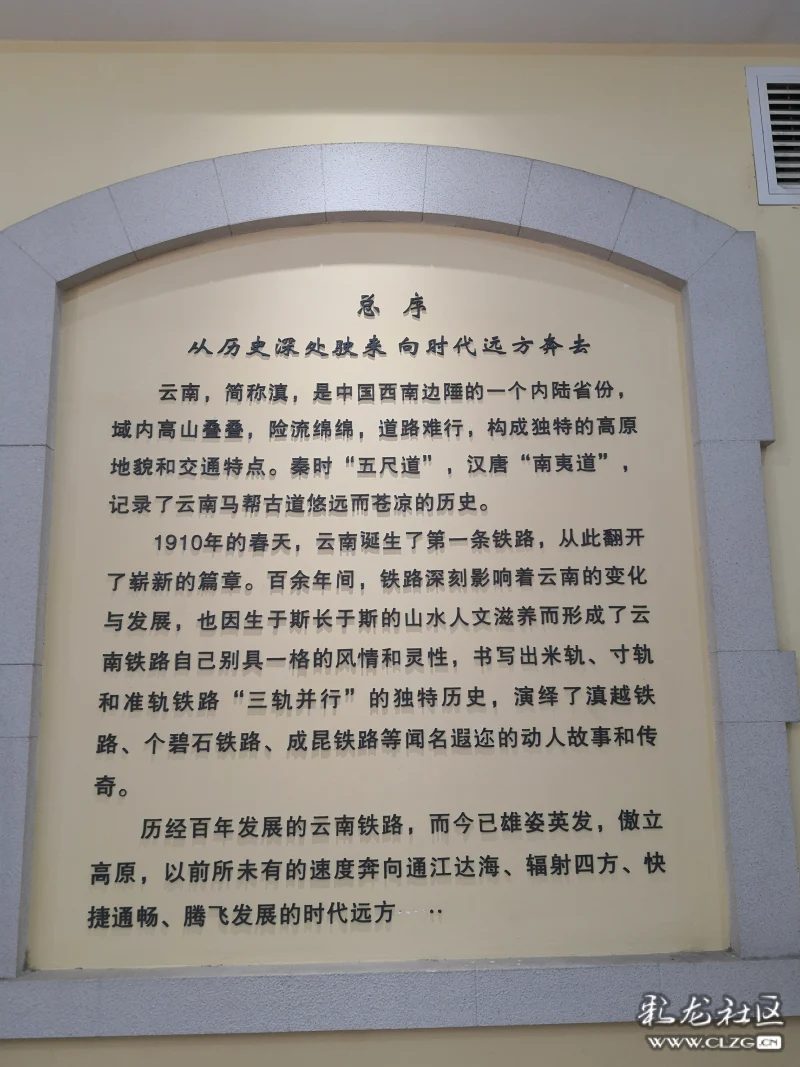 总 序
从历史深处驶来 向时代远方奔去
云南，简称滇，是中国西南边陲的一个内陆省份，
域内高山叠叠，险流绵绵，道路难行，构成独特的高原
地貌和交通特点。秦时“五尺道”，汉唐“南夷道”，
记录了云南马帮古道悠远而苍凉的历史。
1910年的春天，云南诞生了第一条铁路，从此翻开
了崭新的篇章。百余年间，铁路深刻影响着云南的变化
与发展，也因生于斯长于斯的山水人文滋养而形成了云
南铁路自己别具一格的风情和灵性，书写出米轨、寸轨
和准轨铁路“三轨并行”的独特历史，演绎了滇越铁
路、个碧石铁路、成昆铁路等闻名遐迩的动人故事和传
奇。
历经百年发展的云南铁路，而今已雄姿英发，傲立
高原，以前所未有的速度奔向通江达海、辐射四方、快
捷通畅、腾飞发展的时代远方……
彩龙社区
WWW.CLZG.CN